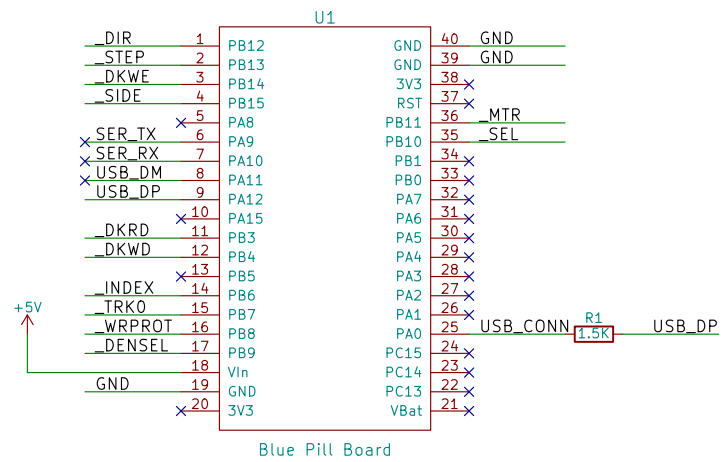 U1
_DIR 1 PB12 GND 40 GND
_STEP 2 PB13 GND 39 GND
_DKWE 3 PB14 3V3 38
_SIDE 4 PB15 RST 37
5 PA8 PB11 36 _MTR
SER_TX 6 PA9 PB10 35 _SEL
SER_RX 7 PA10 PB1 34
USB_DM 8 PA11 PB0 33
USB_DP 9 PA12 PA7 32
10 PA15 PA6 31
_DKRD 11 PB3 PA5 30
_DKWD 12 PB4 PA4 29
13 PB5 PA3 28
_INDEX 14 PB6 PA2 27
+5V _TRK0 15 PB7 PA1 26
R1
_WRPROT 16 PB8 PA0 25 USB_CONN 1.5K USB_DP
_DENSEL 17 PB9 PC15 24
18 VIn PC14 23
GND 19 GND PC13 22
20 3V3 VBat 21
Blue Pill Board